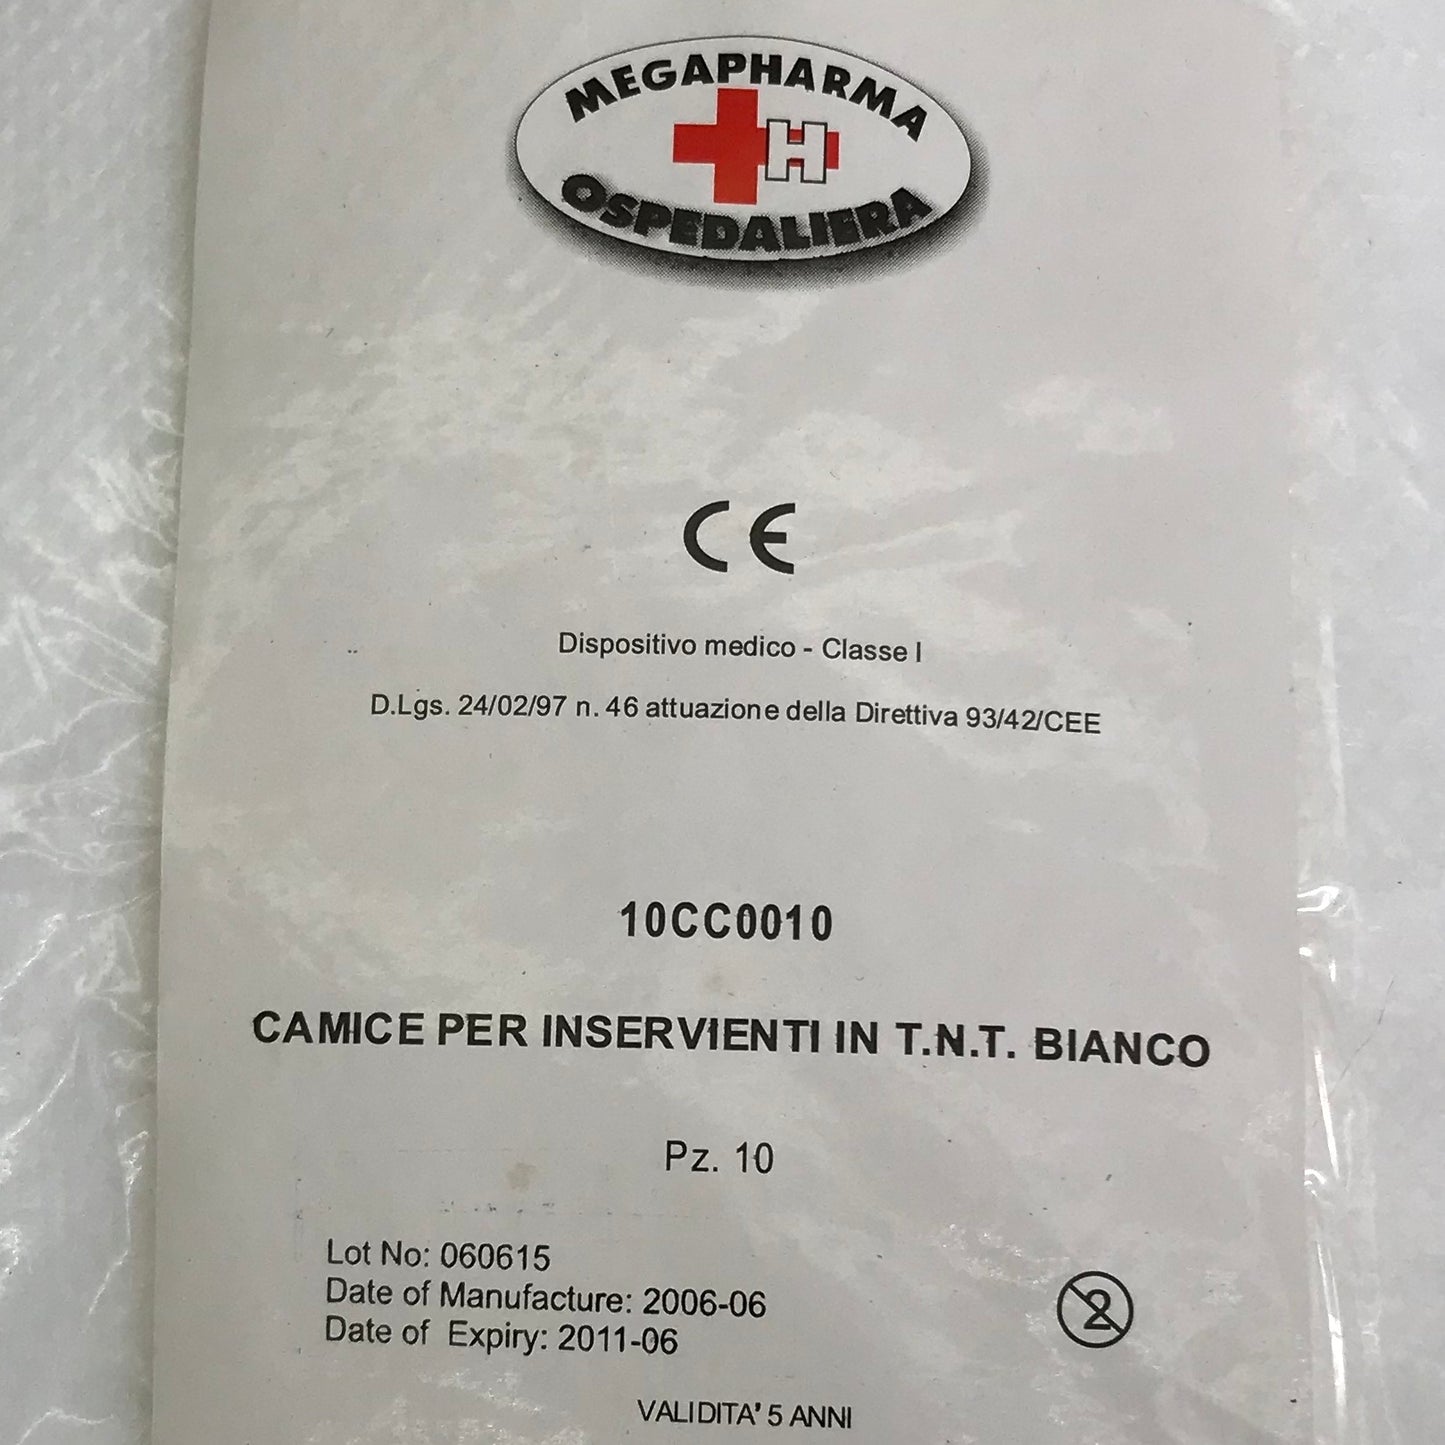 MEGAPHARMA
H
OSPEDALIERA
CE
Dispositivo medico - Classe I
D.Lgs. 24/02/97 n. 46 attuazione della Direttiva 93/42/CEE
10CC0010
CAMICE PER INSERVIENTI IN T.N.T. BIANCO
Pz. 10
Lot No: 060615
Date of Manufacture: 2006-06
2
Date of Expiry: 2011-06
VALIDITA' 5 ANNI